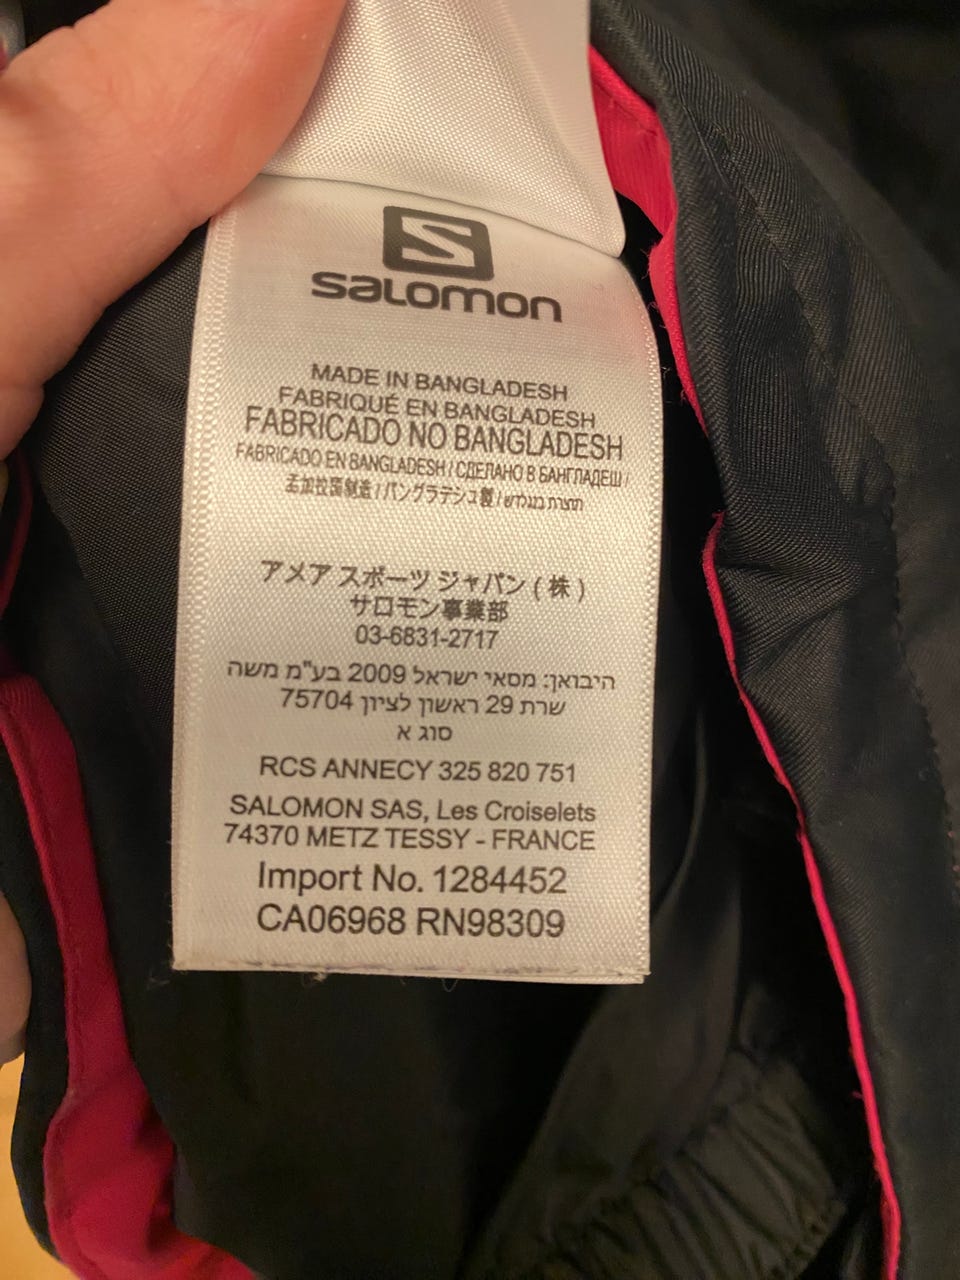 S
salomon
MADE IN BANGLADESH
FABRIQUÉ EN BANGLADESH
FABRICADO NO BANGLADESH
FABRICADO EN BANGLADESH / СДЕЛАНО В БАНГЛАДЕШ /
孟加拉国制造 / バングラデシュ製 / תוצרת בנגלדש
アメア スポーツ ジャパン ( 株 )
サロモン事業部
03-6831-2717
היבואן: מסאי ישראל 2009 בע"מ משה
שרת 29 ראשון לציון 75704
סוג א
RCS ANNECY 325 820 751
SALOMON SAS, Les Croiselets
74370 METZ TESSY - FRANCE
Import No. 1284452
CA06968 RN98309